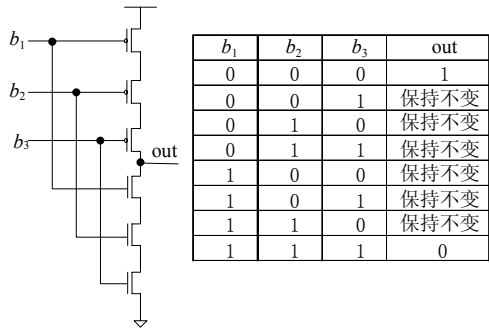 b1
b2
b3
out
b1 b2 b3 out
0 0 0 1
0 0 1 保持不变
0 1 0 保持不变
0 1 1 保持不变
1 0 0 保持不变
1 0 1 保持不变
1 1 0 保持不变
1 1 1 0